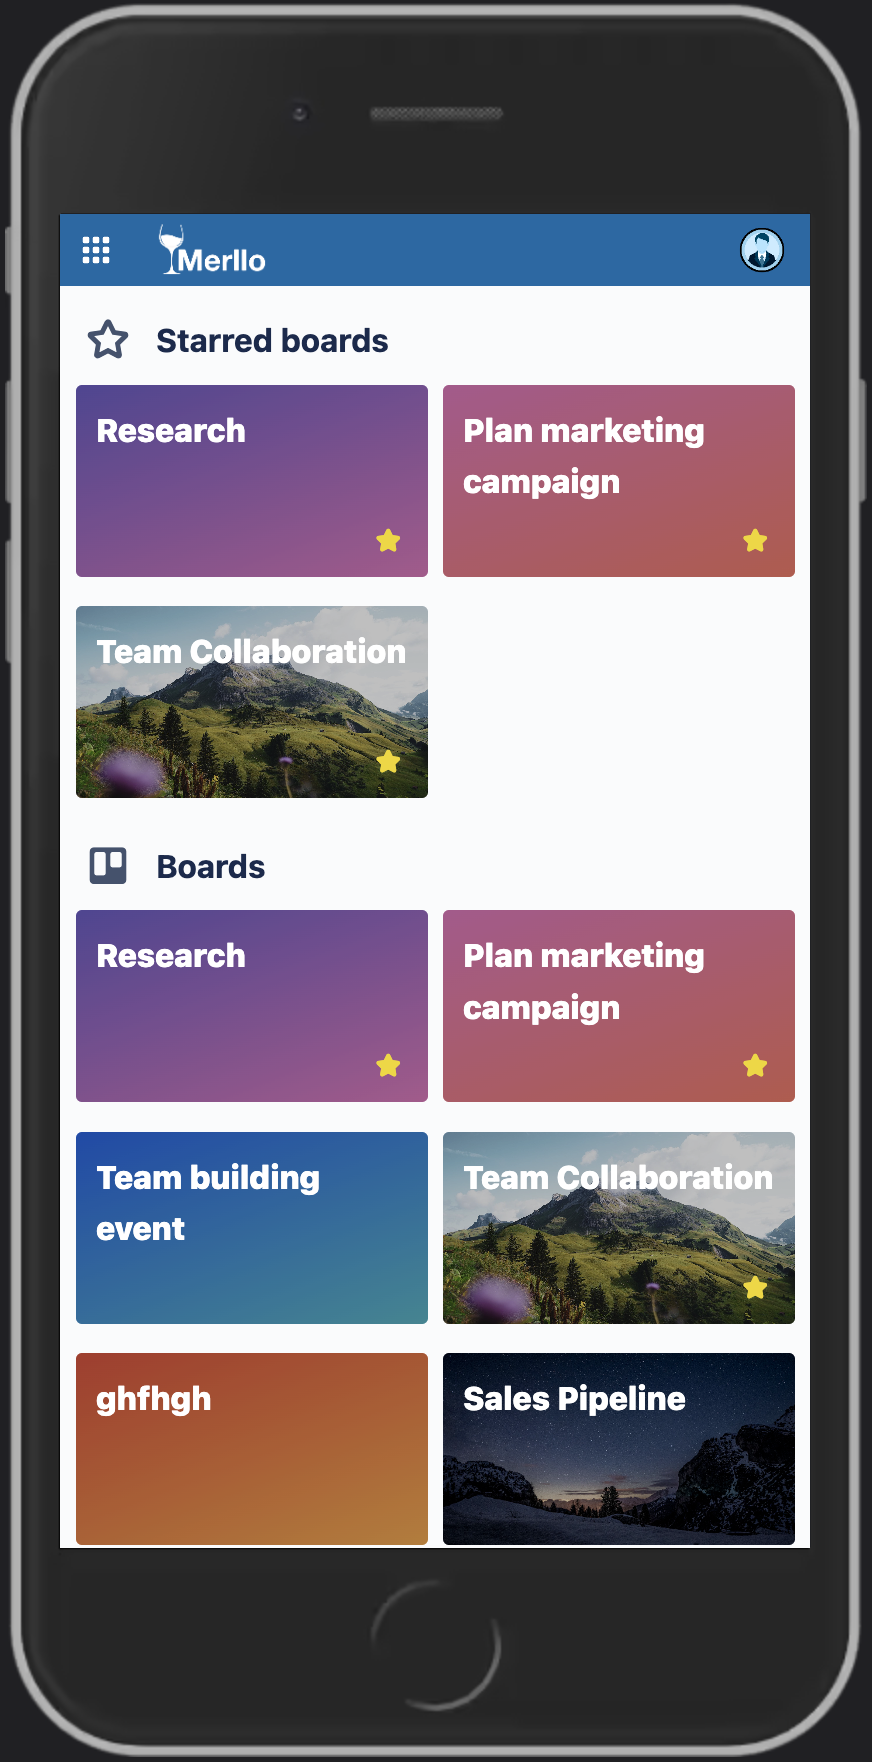 Merllo
Starred boards
Research
Plan marketing
campaign
Team Collaboration
Boards
Research
Plan marketing
campaign
Team building
event
Team Collaboration
ghfhgh
Sales Pipeline